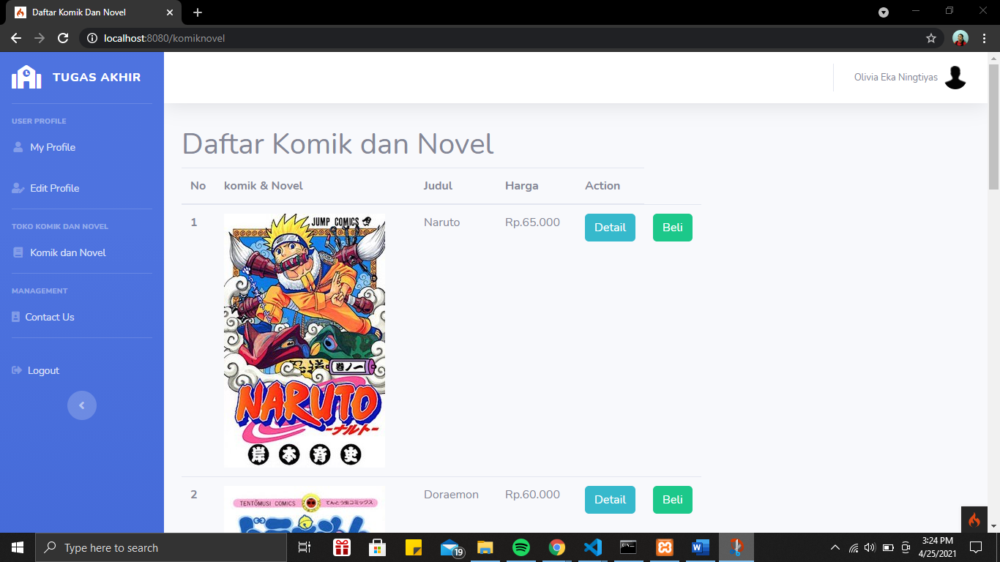 Daftar Komik Dan Novel
localhost:8080/komiknovel
TUGAS AKHIR
Olivia Eka Ningtiyas
USER PROFILE
My Profile
Edit Profile
TOKO KOMIK DAN NOVEL
Komik dan Novel
MANAGEMENT
Contact Us
Logout
Daftar Komik dan Novel
No komik & Novel Judul Harga Action
1 Naruto Rp.65.000 Detail Beli
JUMP COMICS
忍道 巻ノ一
NARUTO
-ナルト-
岸本斉史
2 Doraemon Rp.60.000 Detail Beli
TENTŌMUSI COMICS てんとう虫コミックス
Type here to search
19
3:24 PM
4/25/2021